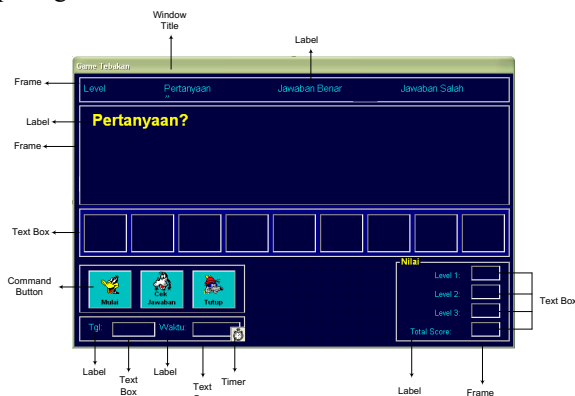 Window
Title
Label
Game Tebakan
Frame
Level Pertanyaan Jawaban Benar Jawaban Salah
Label
Pertanyaan?
Frame
Text Box
Command
Button
Mulai
Cek
Jawaban
Tutup
Nilai
Level 1:
Level 2:
Level 3:
Total Score:
Text Box
Tgl: Waktu:
Label
Text
Box
Label
Text
Timer
Label
Frame